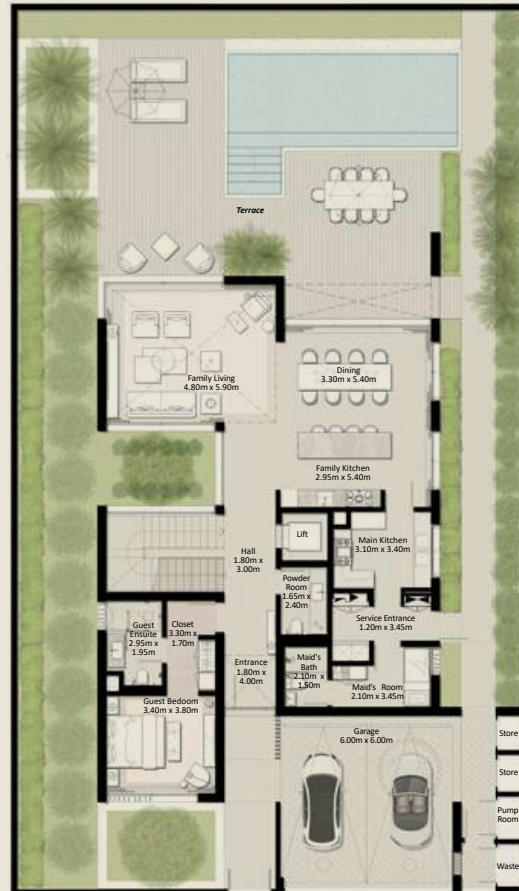 Terrace
Family Living
4.80m x 5.90m
Dining
3.30m x 5.40m
Family Kitchen
2.95m x 5.40m
Lift
Main Kitchen
3.10m x 3.40m
Hall
1.80m x
3.00m
Powder
Room
1.65m x
2.40m
Service Entrance
1.20m x 3.45m
Guest
Ensuite
2.95m x
1.95m
Closet
3.30m x
1.70m
Entrance
1.80m x
4.00m
Maid's
Bath
2.10m x
1.50m
Maid's Room
2.10m x 3.45m
Guest Bedoom
3.40m x 3.80m
Garage
6.00m x 6.00m
Store
Store
Pump
Room
Waste